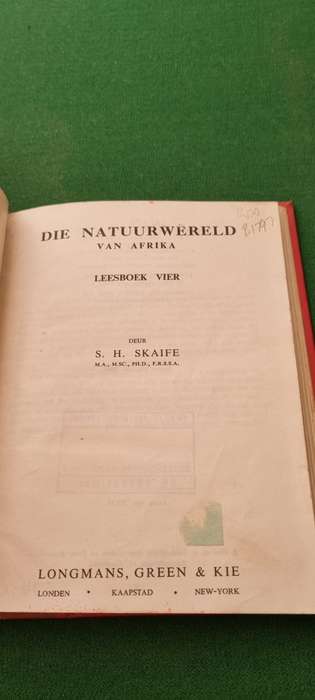 DIE NATUURWERELD
VAN AFRIKA
LEESBOEK VIER
DEUR
S. H. SKAIFE
M.A., M.SC., PH.D., F.R.S.S.A.
LONGMANS, GREEN & KIE
LONDEN • KAAPSTAD • NEW-YORK